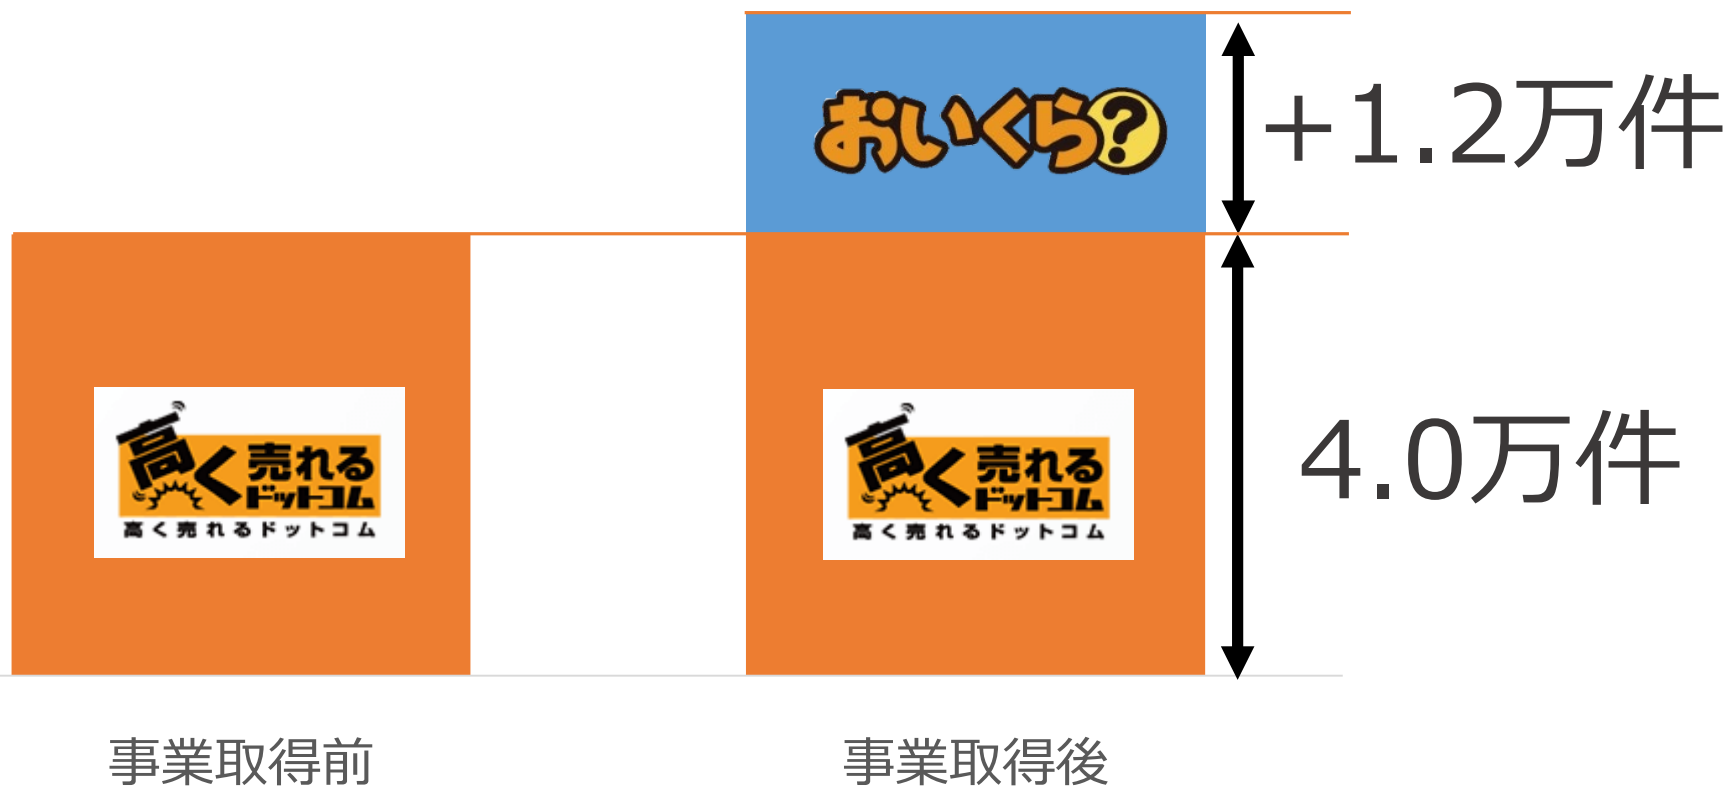 おいくら?
+1.2万件
高く売れる
ドットコム
高く売れるドットコム
高く売れる
ドットコム
高く売れるドットコム
4.0万件
事業取得前
事業取得後